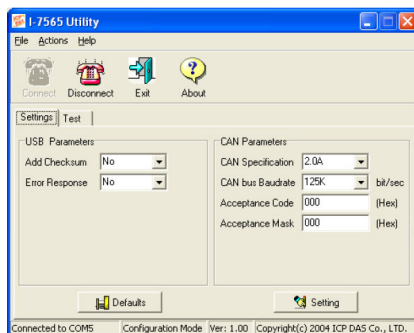 I-7565 Utility
File Actions Help
Connect Disconnect Exit About
Settings Test
USB Parameters
Add Checksum No
Error Response No
CAN Parameters
CAN Specification 2.0A
CAN bus Baudrate 125K bit/sec
Acceptance Code 000 (Hex)
Acceptance Mask 000 (Hex)
Defaults Setting
Connected to COM5 Configuration Mode Ver: 1.00 Copyright(c) 2004 ICP DAS Co., LTD.